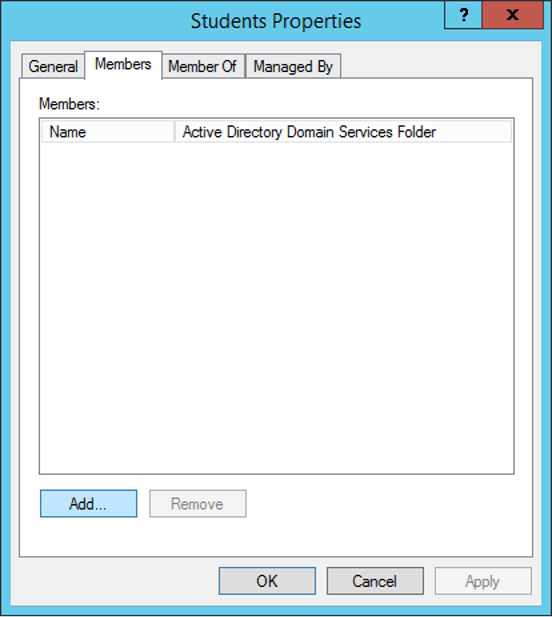 Students Properties
?
x
General Members Member Of Managed By
Members:
Name Active Directory Domain Services Folder
Add... Remove
OK Cancel Apply